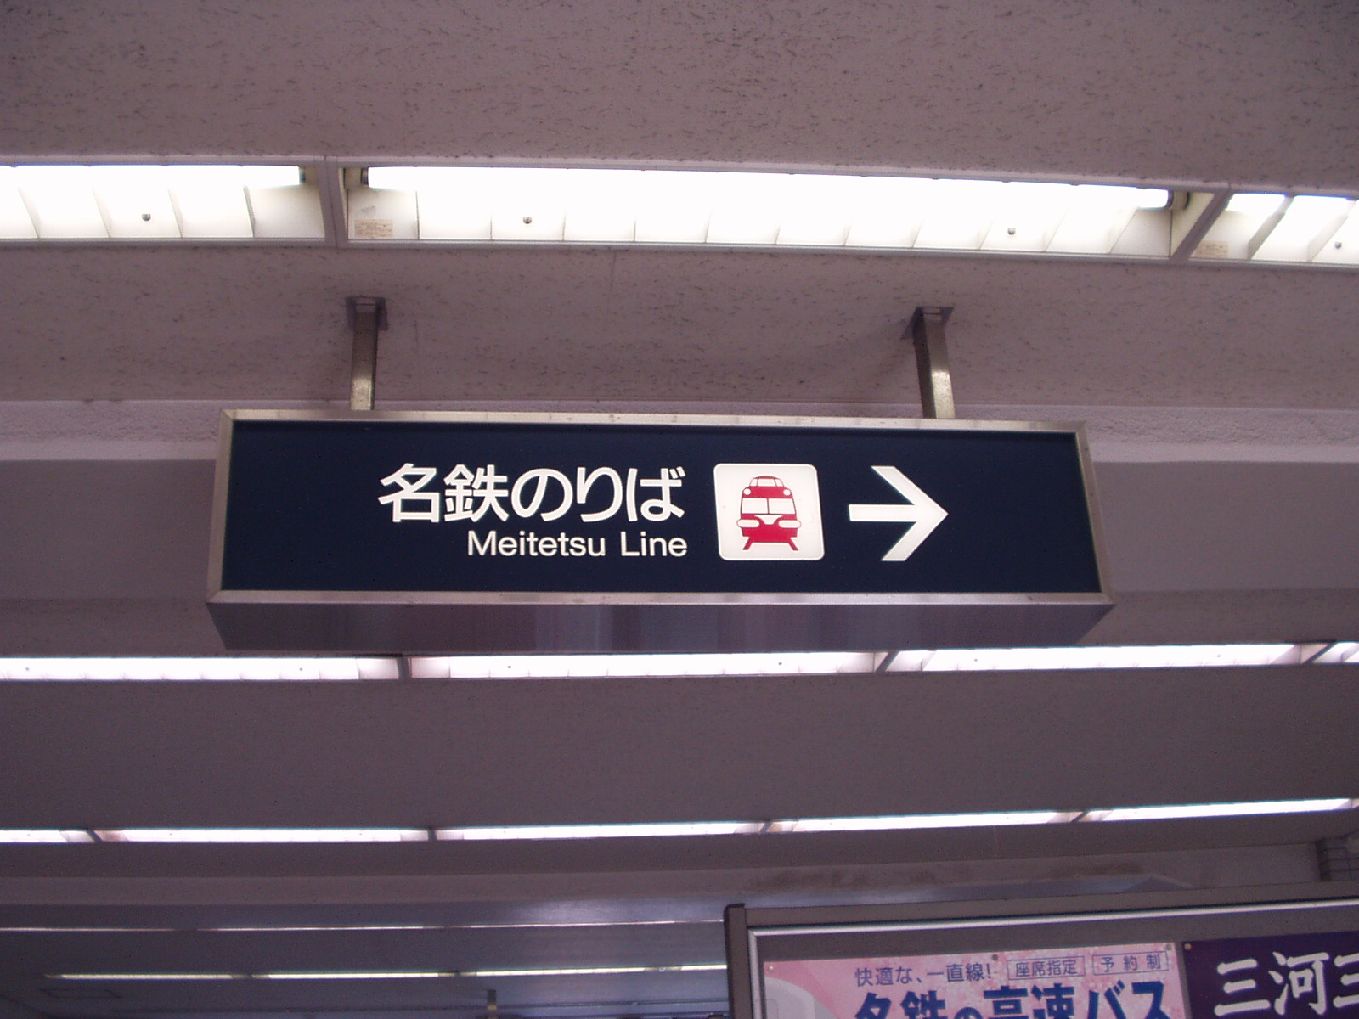 名鉄のりば
Meitetsu Line
快適な、一直線! 座席指定 予約制
名鉄の高速バス
三河三